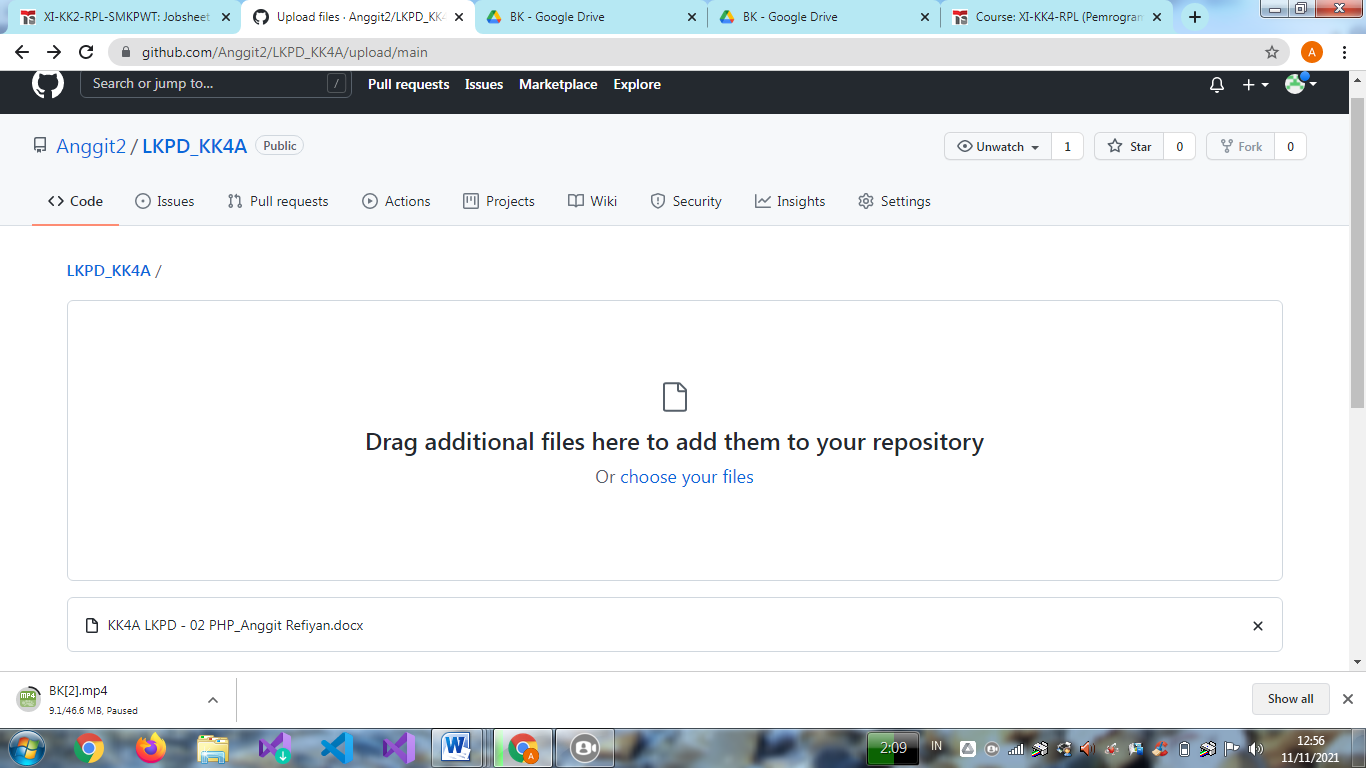 XI-KK2-RPL-SMKPWT: Jobsheet
Upload files · Anggit2/LKPD_KK4
BK - Google Drive
BK - Google Drive
Course: XI-KK4-RPL (Pemrogram
github.com/Anggit2/LKPD_KK4A/upload/main
A
Search or jump to...
/
Pull requests
Issues
Marketplace
Explore
Anggit2 / LKPD_KK4A
Public
Unwatch
1
Star
0
Fork
0
Code
Issues
Pull requests
Actions
Projects
Wiki
Security
Insights
Settings
LKPD_KK4A /
Drag additional files here to add them to your repository
Or choose your files
KK4A LKPD - 02 PHP_Anggit Refiyan.docx
MP4
BK[2].mp4
9.1/46.6 MB, Paused
Show all
A
2:09
IN
12:56
11/11/2021